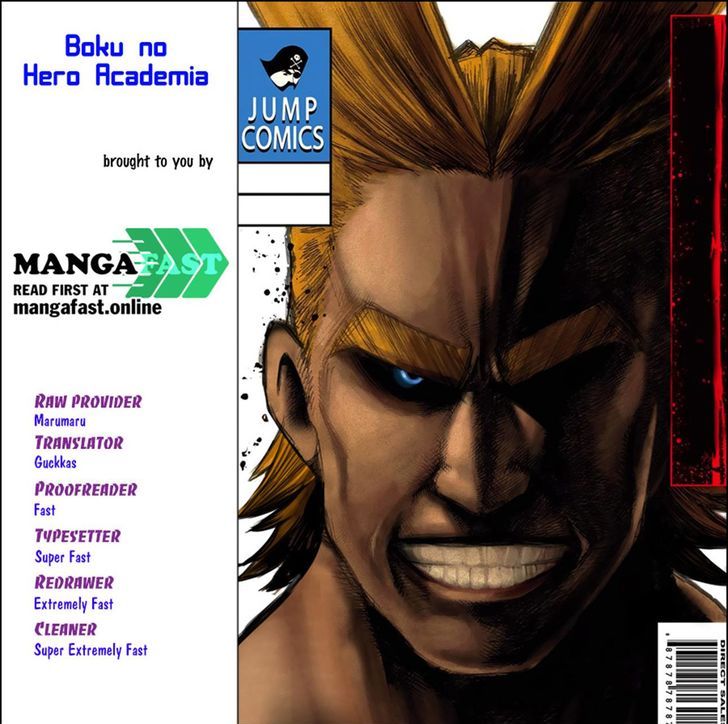 Boku no
Hero Academia
brought to you by
MANGAFAST
READ FIRST AT
mangafast.online
RAW PROVIDER
Marumaru
TRANSLATOR
Guckkas
PROOFREADER
Fast
TYPESETTER
Super Fast
REDRAWER
Extremely Fast
CLEANER
Super Extremely Fast
JUMP
COMICS